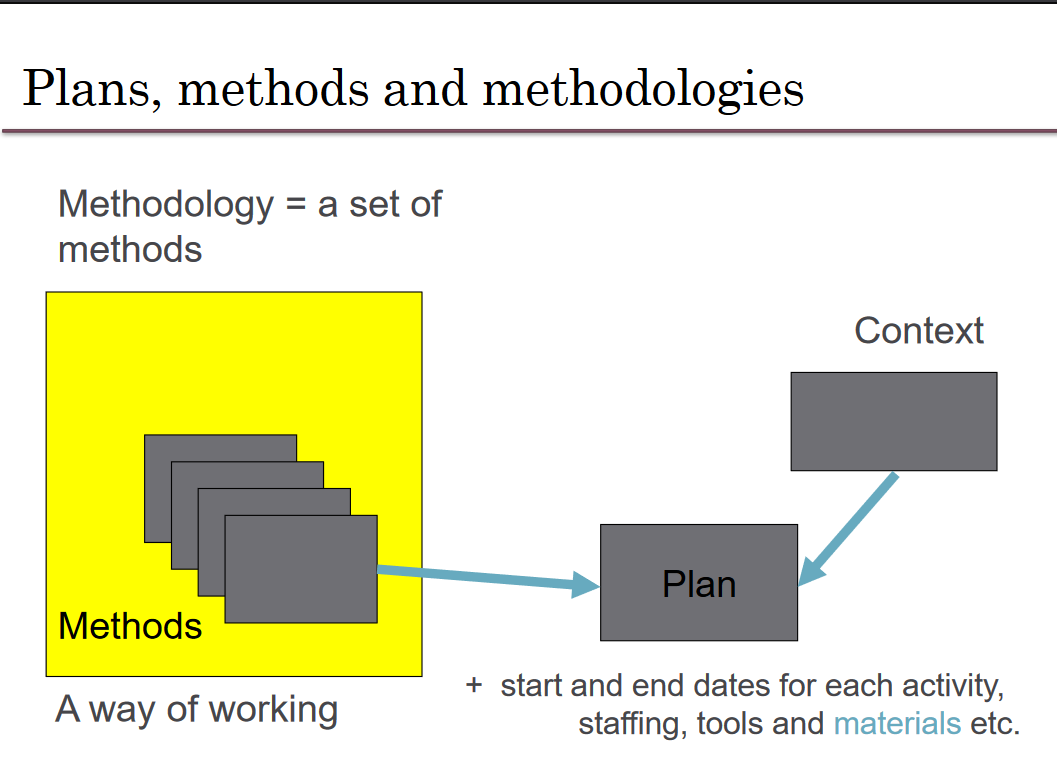 Plans, methods and methodologies
Methodology = a set of
methods
Context
Plan
Methods
A way of working
+ start and end dates for each activity,
staffing, tools and materials etc.